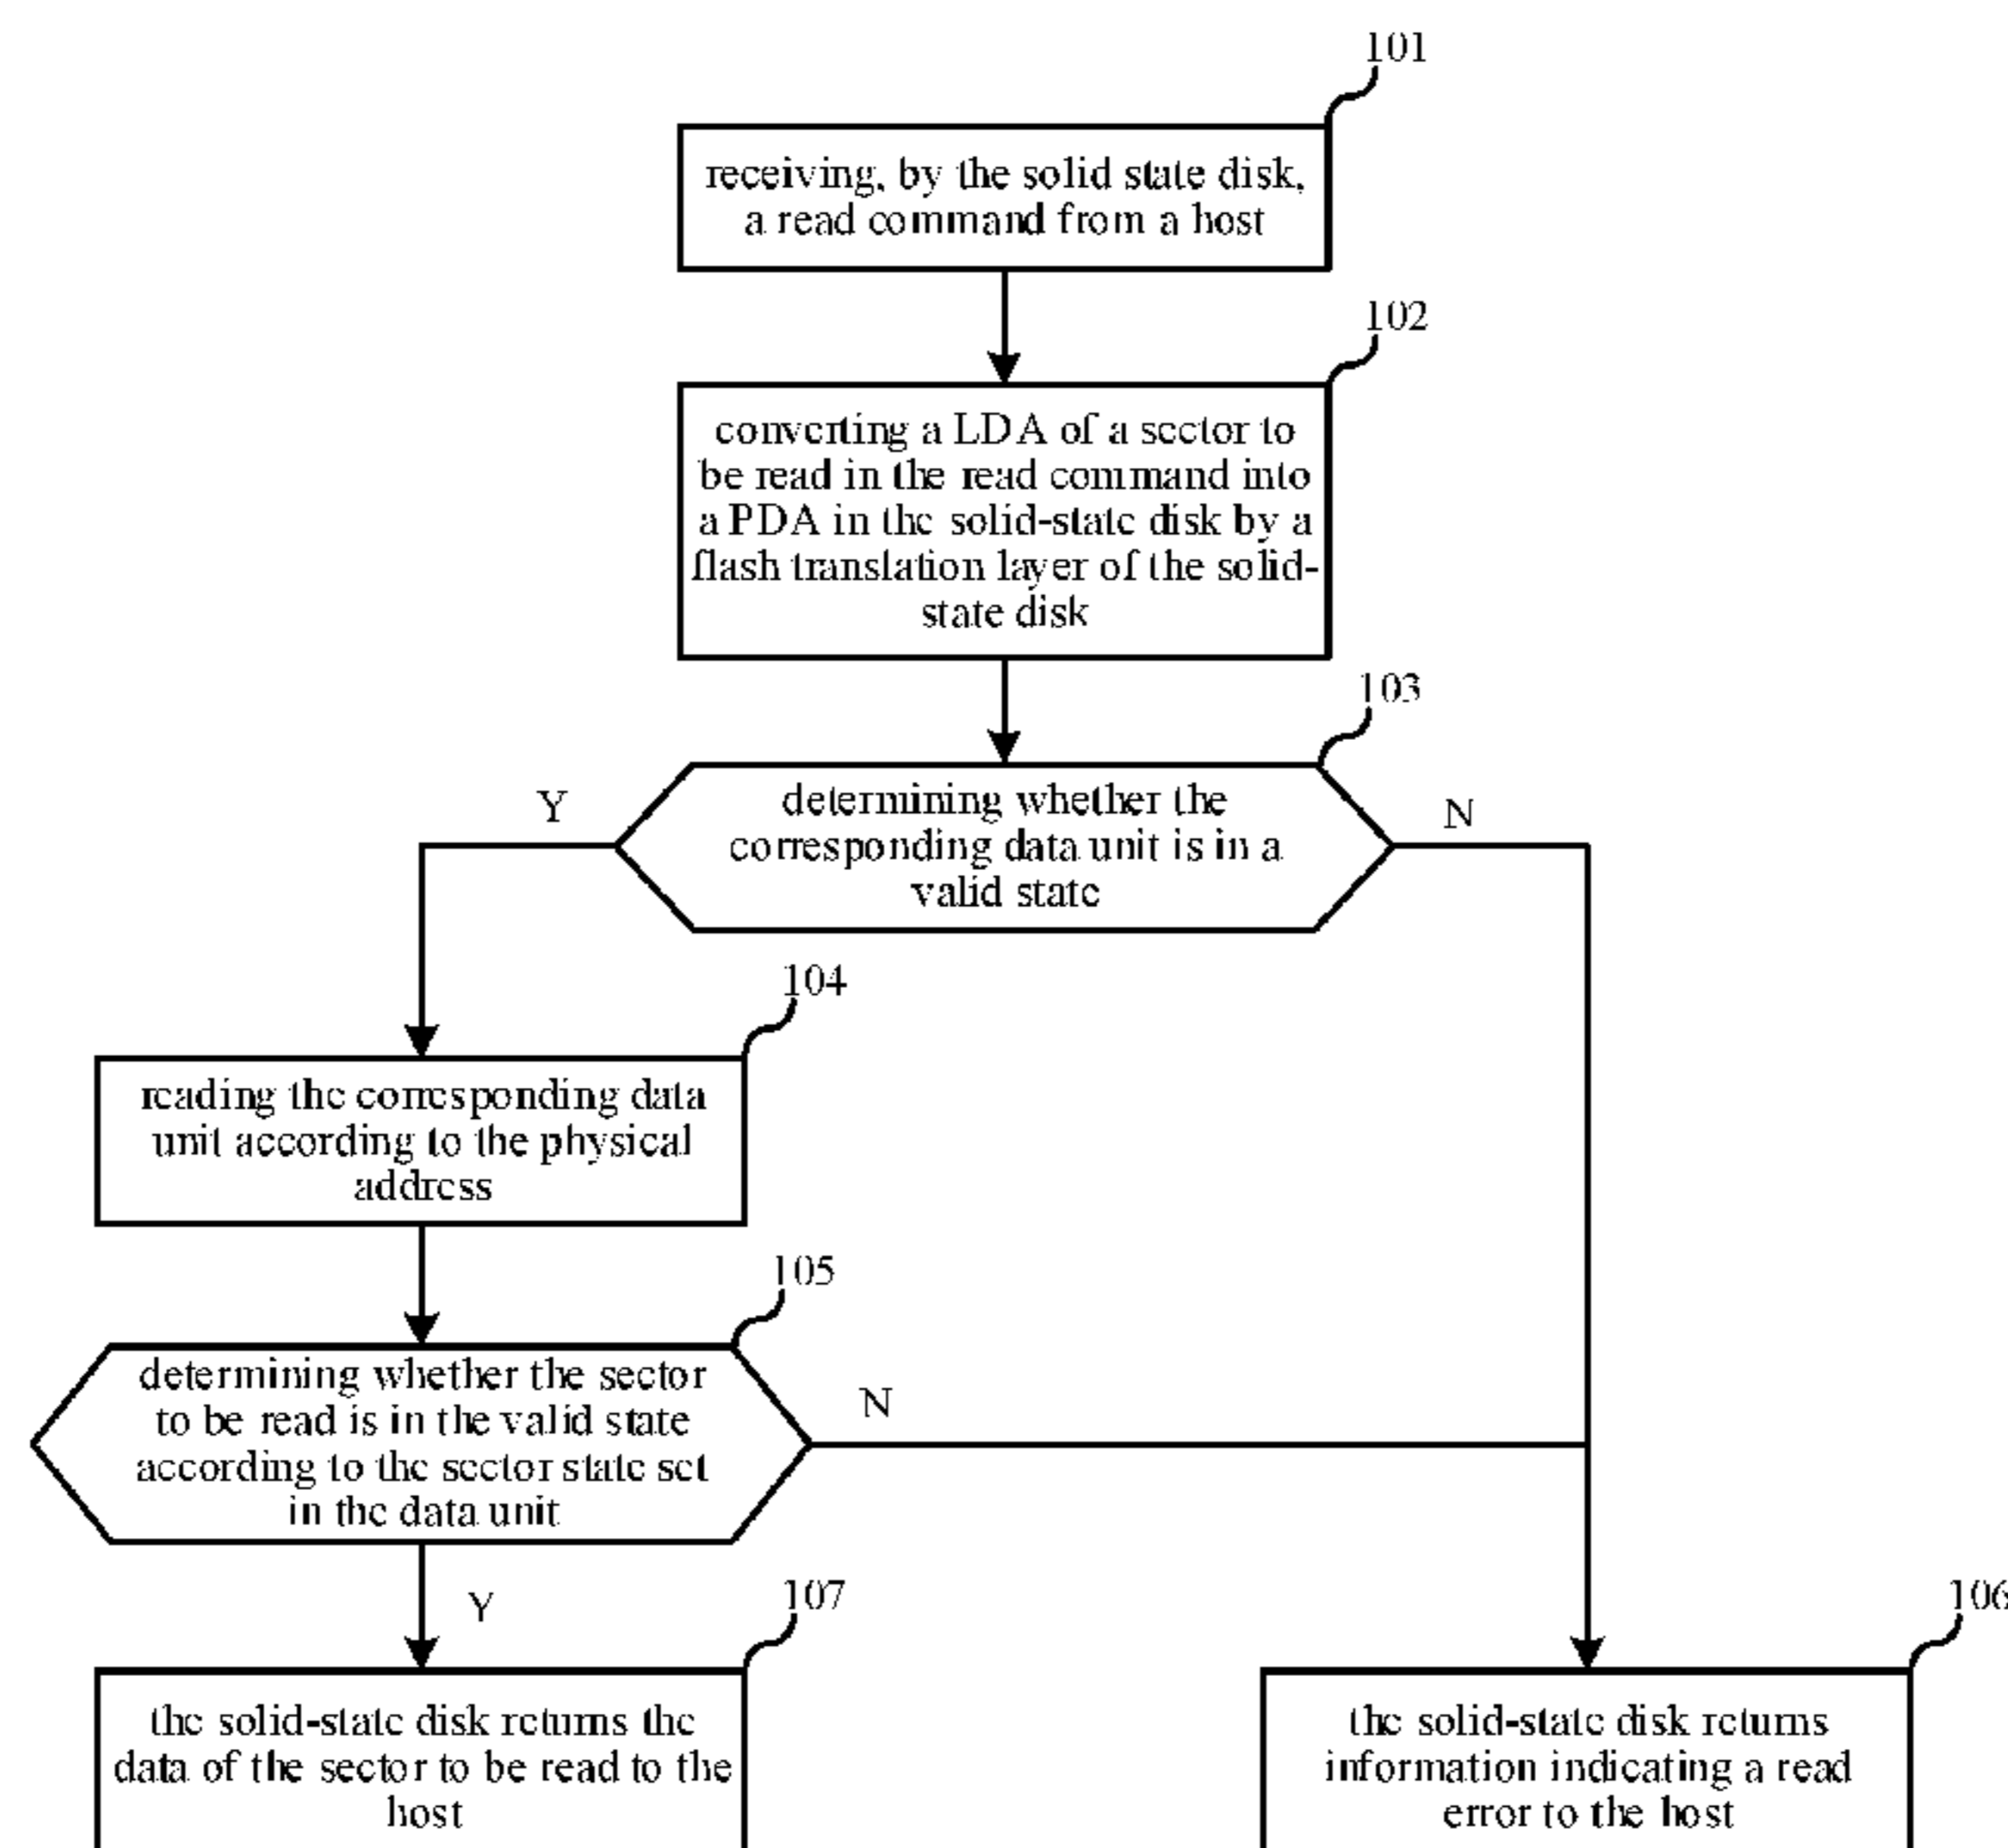 101
receiving, by the solid state disk,
a read command from a host
102
converting a LDA of a sector to
be read in the read command into
a PDA in the solid-state disk by a
flash translation layer of the solid-
state disk
103
Y
determining whether the
corresponding data unit is in a
valid state
N
104
reading the corresponding data
unit according to the physical
address
105
determining whether the sector
to be read is in the valid state
according to the sector state set
in the data unit
N
Y
107
106
the solid-state disk returns the
data of the sector to be read to the
host
the solid-state disk returns
information indicating a read
error to the host